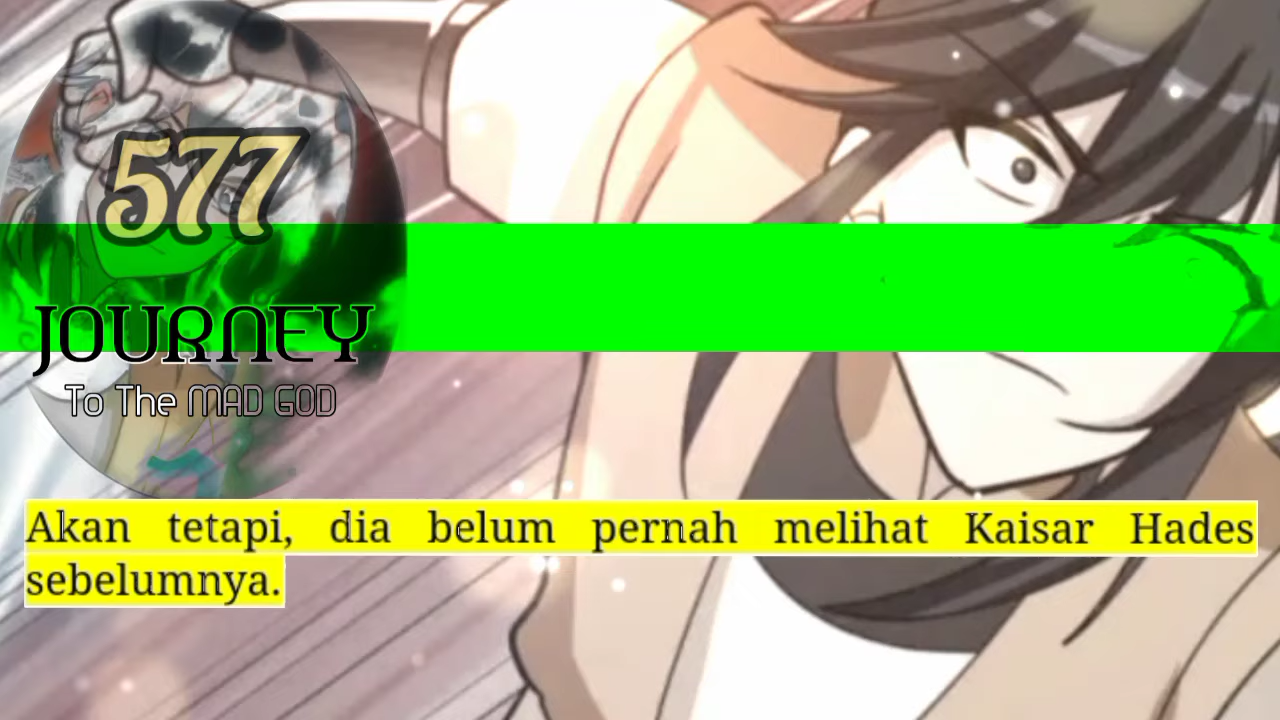 577
JOURNEY
To The MAD GOD
Akan tetapi, dia belum pernah melihat Kaisar Hades
sebelumnya.